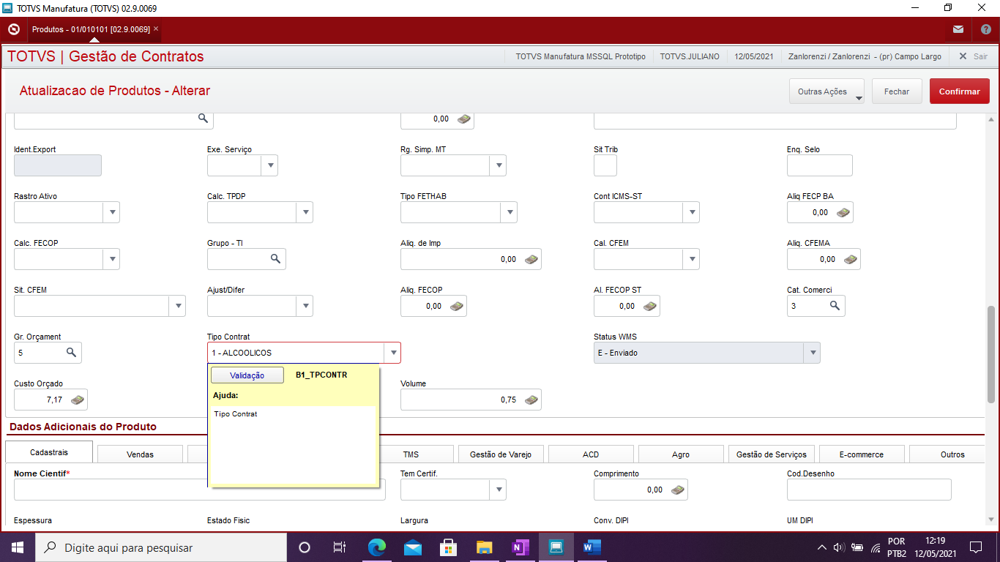 TOTVS Manufatura (TOTVS) 02.9.0069
Produtos - 01/010101 [02.9.0069]
TOTVS | Gestão de Contratos
TOTVS Manufatura MSSQL Prototipo
TOTVS.JULIANO
12/05/2021
Zanlorenzi / Zanlorenzi - (pr) Campo Largo
Sair
Atualizacao de Produtos - Alterar
Outras Ações
Fechar
Confirmar
0,00
Ident.Export
Exe. Serviço
Rg. Simp. MT
Sit Trib
Enq. Selo
Rastro Ativo
Calc. TPDP
Tipo FETHAB
Cont ICMS-ST
Aliq FECP BA
0,00
Calc. FECOP
Grupo - TI
Aliq. de Imp
Cal. CFEM
Aliq. CFEMA
0,00
0,00
Sit. CFEM
Ajust/Difer
Aliq. FECOP
Al. FECOP ST
Cat. Comerci
0,00
0,00
3
Gr. Orçament
Tipo Contrat
Status WMS
5
1 - ALCOOLICOS
E - Enviado
Validação
B1_TPCONTR
Ajuda:
Tipo Contrat
Custo Orçado
Volume
7,17
0,75
Dados Adicionais do Produto
Cadastrais
Vendas
TMS
Gestão de Varejo
ACD
Agro
Gestão de Serviços
E-commerce
Outros
Nome Cientif*
Tem Certif.
Comprimento
Cod.Desenho
0,00
Espessura
Estado Fisic
Largura
Conv. DIPI
UM DIPI
Digite aqui para pesquisar
POR
PTB2
12:19
12/05/2021